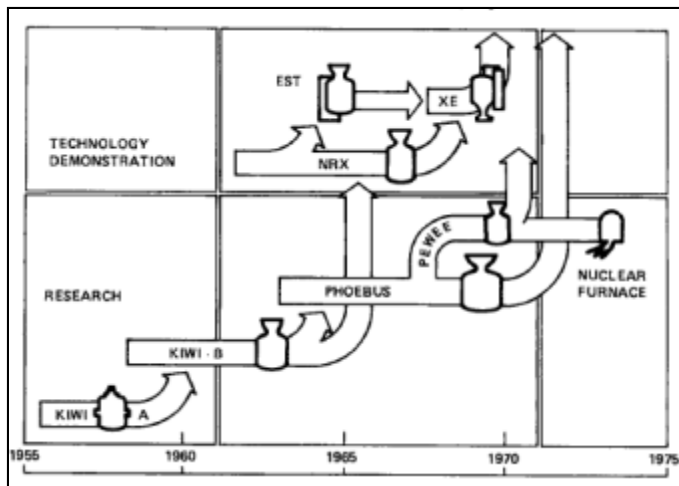 EST
XE
TECHNOLOGY
DEMONSTRATION
NRX
PEWEE
RESEARCH
PHOEBUS
NUCLEAR
FURNACE
KIWI - B
KIWI A
1955 1960 1965 1970 1975